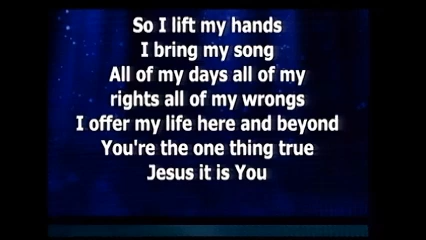 So I lift my hands
I bring my song
All of my days all of my
rights all of my wrongs
I offer my life here and beyond
You're the one thing true
Jesus it is You